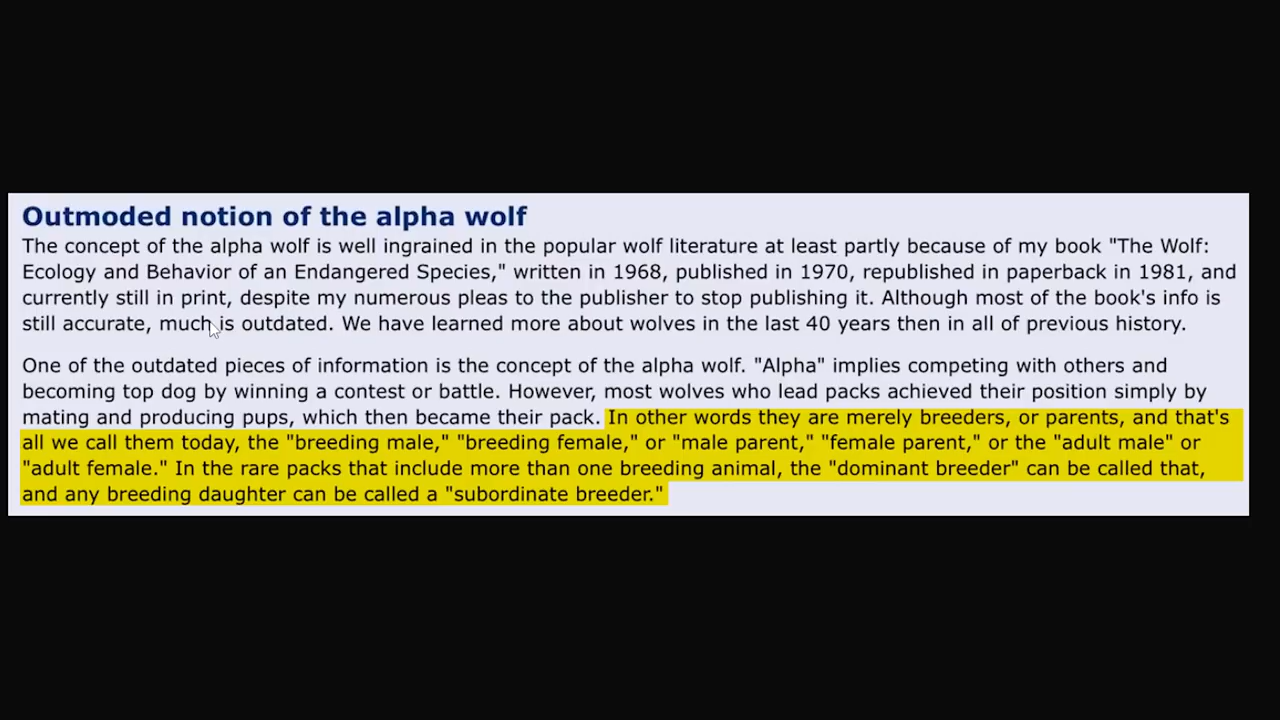 Outmoded notion of the alpha wolf
The concept of the alpha wolf is well ingrained in the popular wolf literature at least partly because of my book "The Wolf:
Ecology and Behavior of an Endangered Species," written in 1968, published in 1970, republished in paperback in 1981, and
currently still in print, despite my numerous pleas to the publisher to stop publishing it. Although most of the book's info is
still accurate, much is outdated. We have learned more about wolves in the last 40 years then in all of previous history.
One of the outdated pieces of information is the concept of the alpha wolf. "Alpha" implies competing with others and
becoming top dog by winning a contest or battle. However, most wolves who lead packs achieved their position simply by
mating and producing pups, which then became their pack. In other words they are merely breeders, or parents, and that's
all we call them today, the "breeding male," "breeding female," or "male parent," "female parent," or the "adult male" or
"adult female." In the rare packs that include more than one breeding animal, the "dominant breeder" can be called that,
and any breeding daughter can be called a "subordinate breeder."